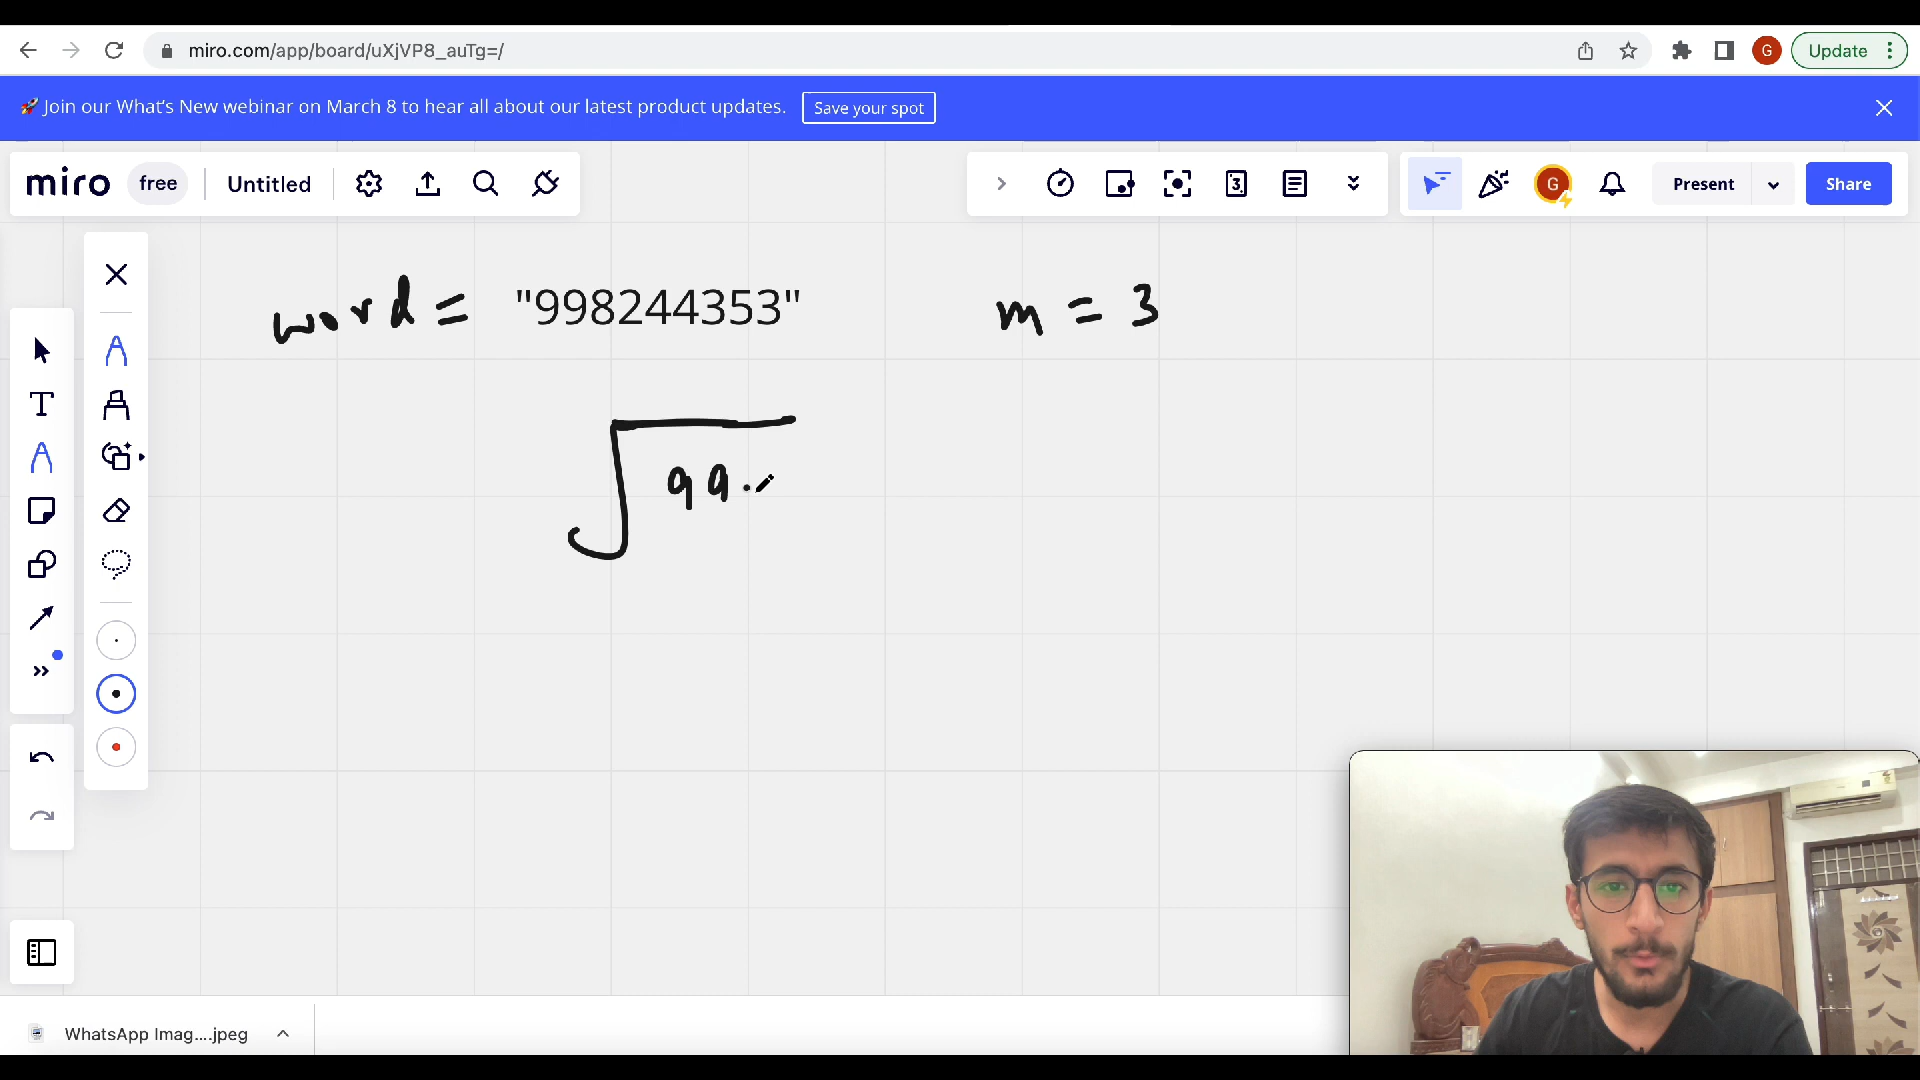 miro.com/app/board/uXjVP8_auTg=/
G
Update
🚀 Join our What's New webinar on March 8 to hear all about our latest product updates.
Save your spot
miro
free
Untitled
3
G
Present
Share
word = "998244353" m = 3
T
99.
WhatsApp Imag....jpeg